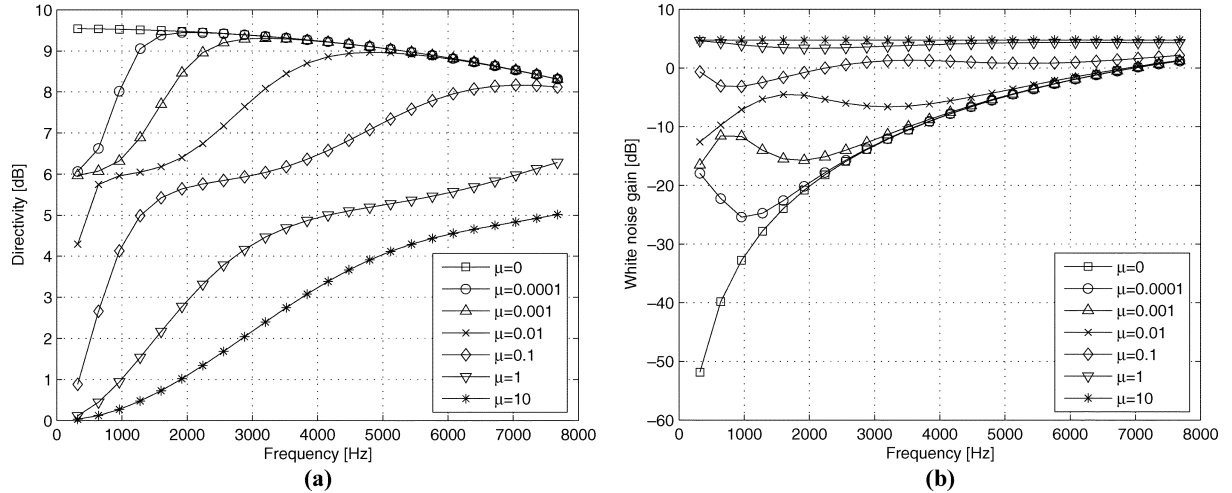 10
9
8
7
6
5
4
3
2
1
0
Directivity [dB]
μ=0
μ=0.0001
μ=0.001
μ=0.01
μ=0.1
μ=1
μ=10
0 1000 2000 3000 4000 5000 6000 7000 8000
Frequency [Hz]
(a)
10
0
−10
−20
−30
−40
−50
−60
White noise gain [dB]
μ=0
μ=0.0001
μ=0.001
μ=0.01
μ=0.1
μ=1
μ=10
0 1000 2000 3000 4000 5000 6000 7000 8000
Frequency [Hz]
(b)